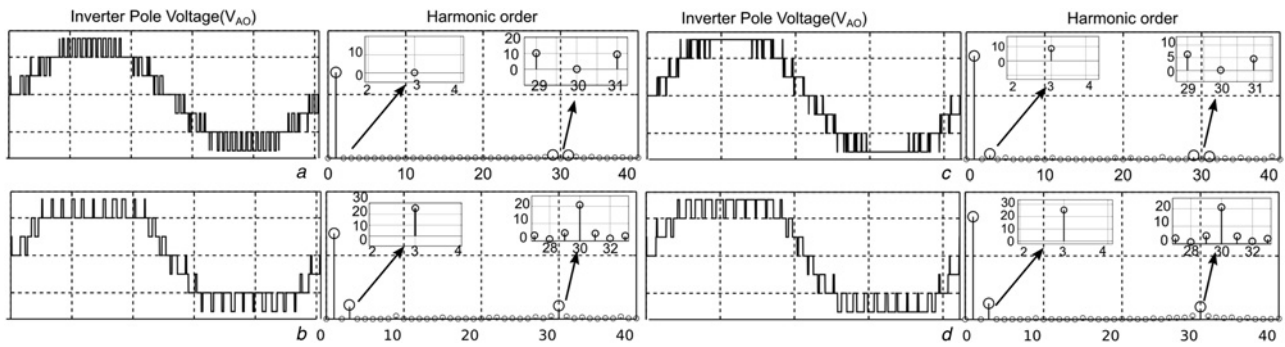 Inverter Pole Voltage(VAO) Harmonic order Inverter Pole Voltage(VAO) Harmonic order
10 0 2 3 4
20 10 0 29 30 31
10 0 2 3 4
10 5 0 29 30 31
a 0 10 20 30 40 c 0 10 20 30 40
30 20 10 0 2 3 4
20 10 0 28 30 32
30 20 10 0 2 3 4
20 10 0 28 30 32
b 0 10 20 30 40 d 0 10 20 30 40